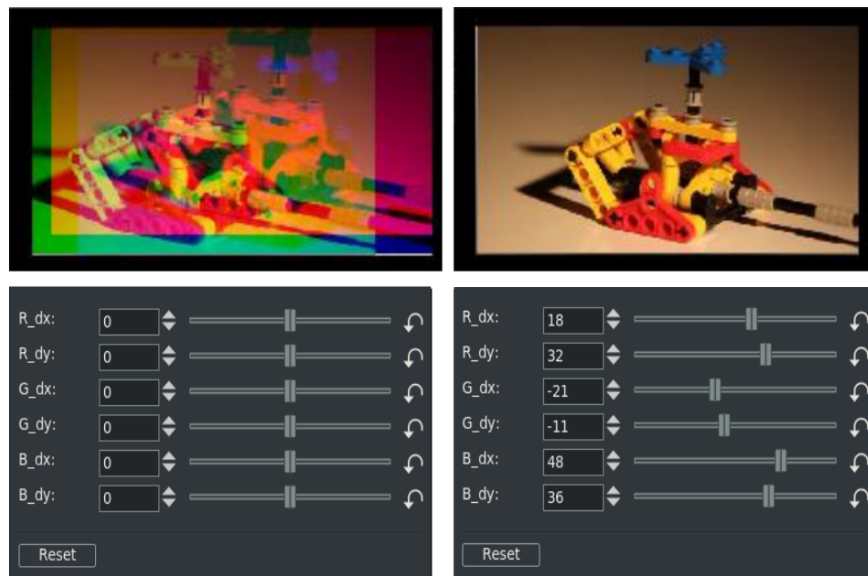 R_dx: 0
R_dy: 0
G_dx: 0
G_dy: 0
B_dx: 0
B_dy: 0
Reset
R_dx: 18
R_dy: 32
G_dx: -21
G_dy: -11
B_dx: 48
B_dy: 36
Reset